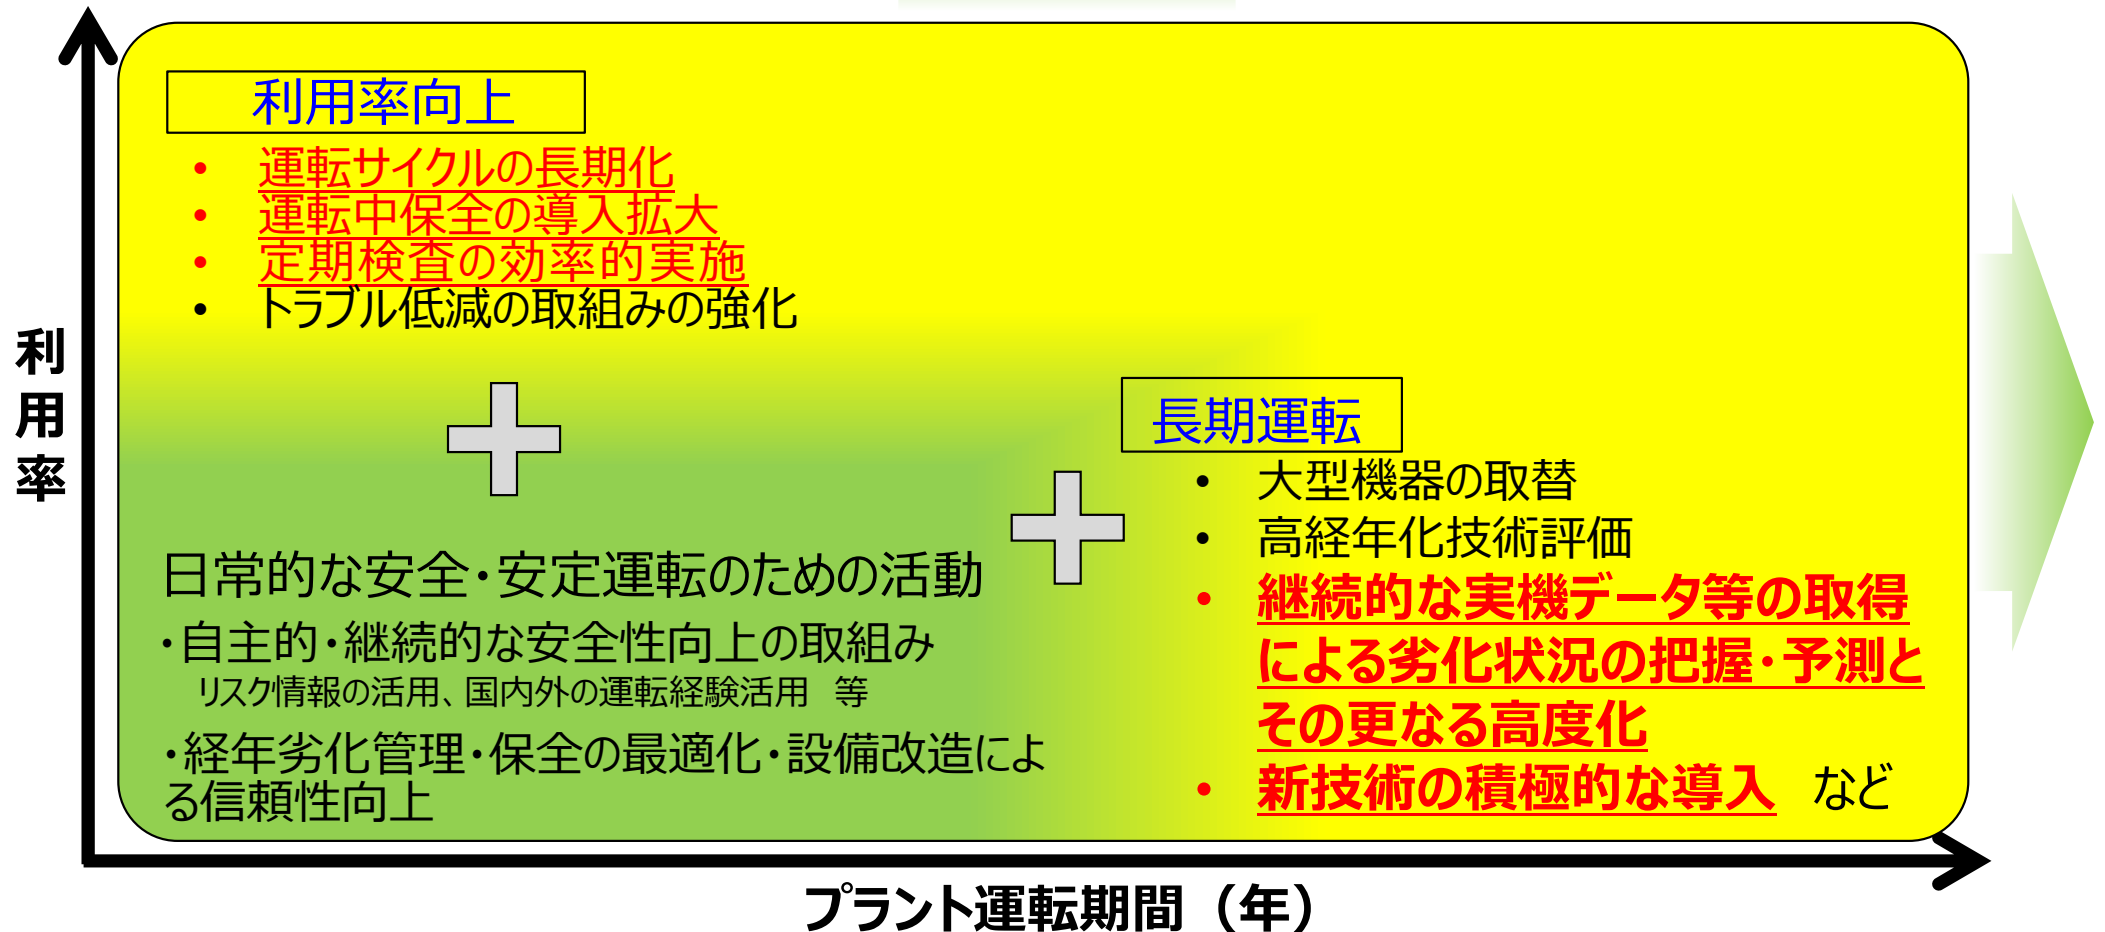 利用率
利用率向上
• 運転サイクルの長期化
• 運転中保全の導入拡大
• 定期検査の効率的実施
• トラブル低減の取組みの強化
日常的な安全・安定運転のための活動
・自主的・継続的な安全性向上の取組み
リスク情報の活用、国内外の運転経験活用　等
・経年劣化管理・保全の最適化・設備改造によ
る信頼性向上
長期運転
• 大型機器の取替
• 高経年化技術評価
• 継続的な実機データ等の取得
による劣化状況の把握・予測と
その更なる高度化
• 新技術の積極的な導入　など
プラント運転期間（年）